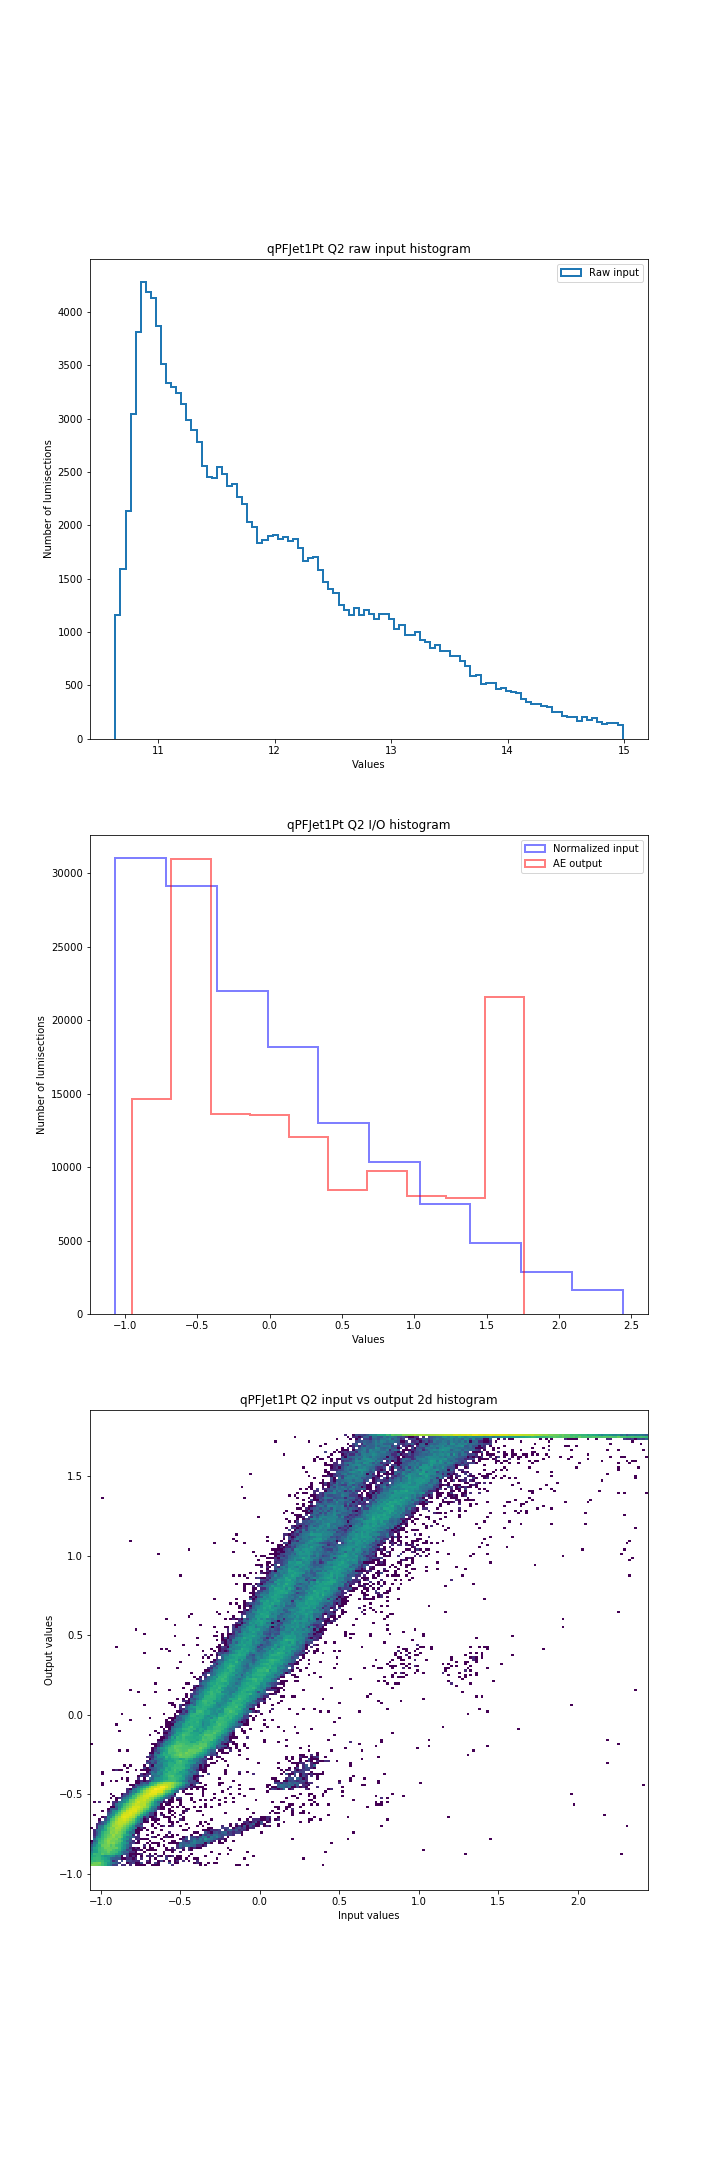 qPFJet1Pt Q2 raw input histogram
Raw input
Number of lumisections
4000
3500
3000
2500
2000
1500
1000
500
0
11 12 13 14 15
Values
qPFJet1Pt Q2 I/O histogram
Normalized input
AE output
Number of lumisections
30000
25000
20000
15000
10000
5000
0
−1.0 −0.5 0.0 0.5 1.0 1.5 2.0 2.5
Values
qPFJet1Pt Q2 input vs output 2d histogram
Output values
1.5
1.0
0.5
0.0
−0.5
−1.0
−1.0 −0.5 0.0 0.5 1.0 1.5 2.0
Input values